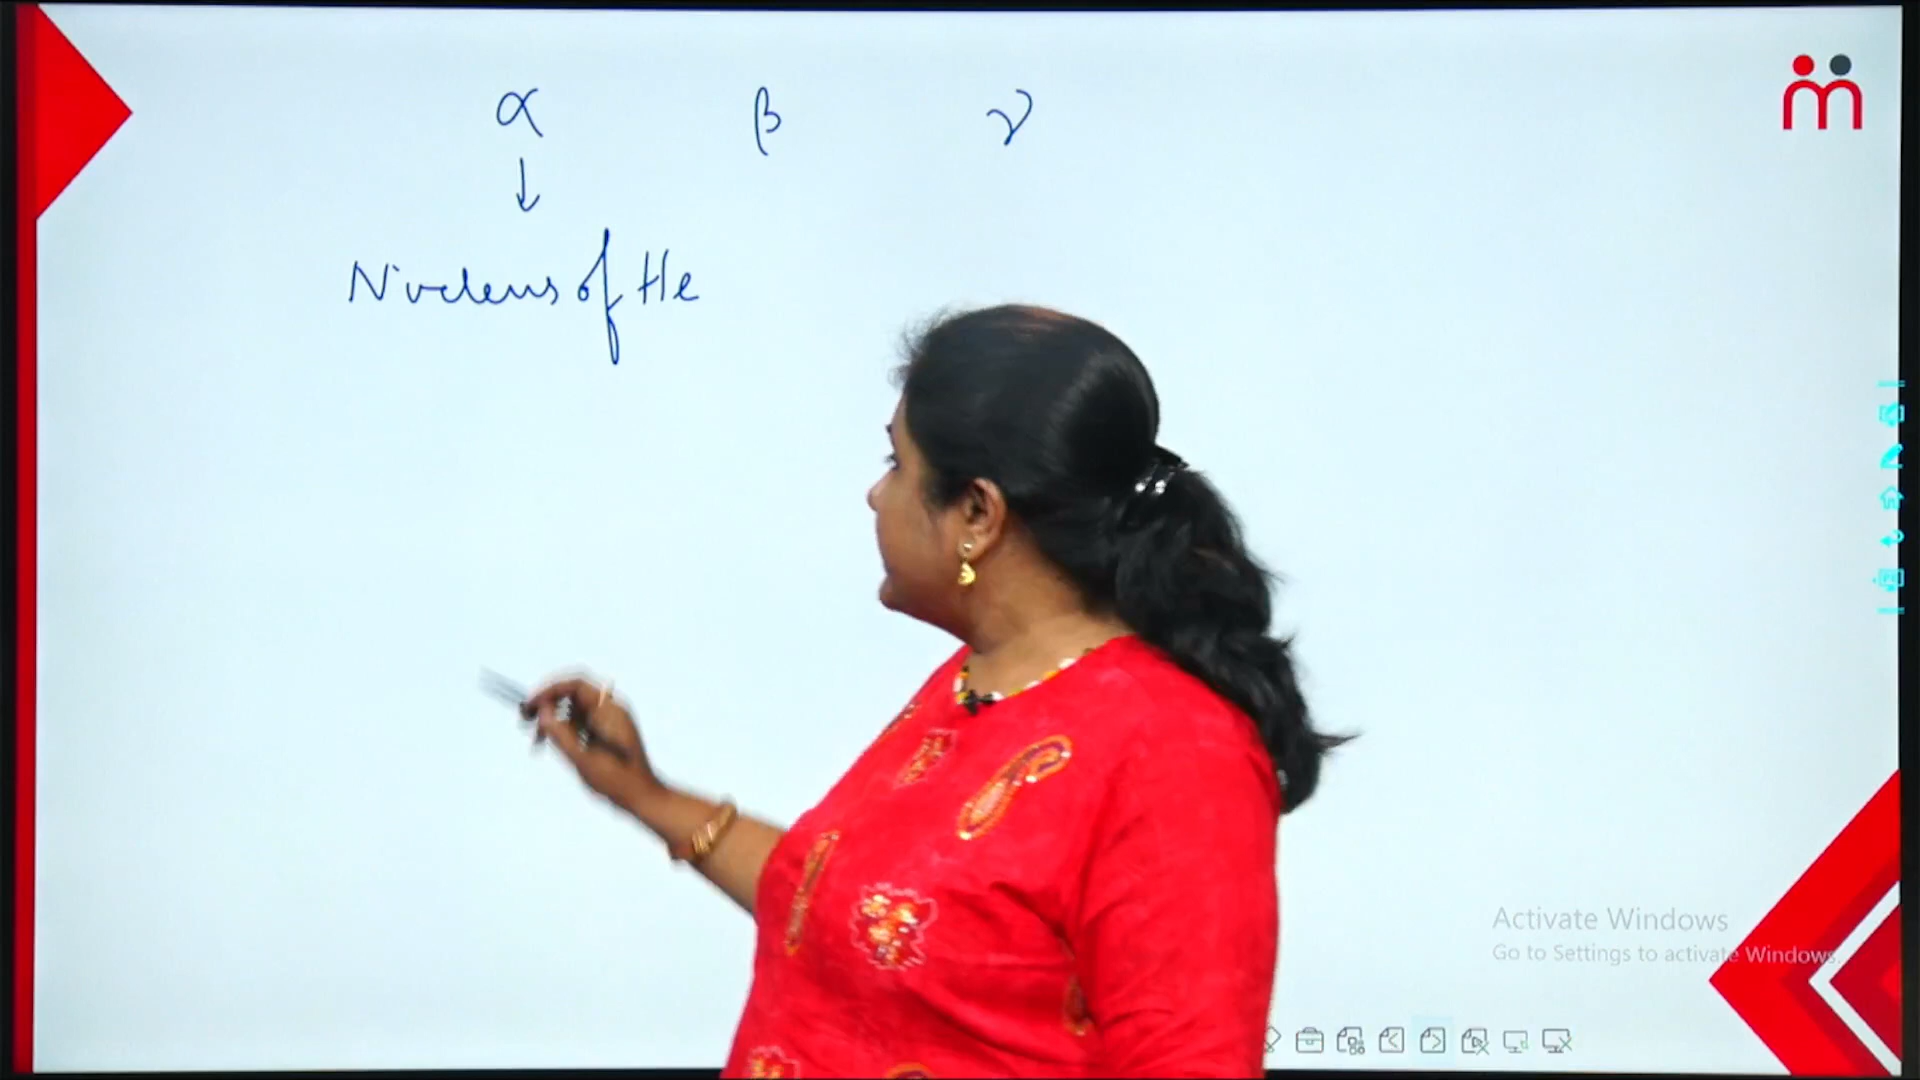 α β γ
↓
Nucleus of He
Activate Windows
Go to Settings to activate Windows.